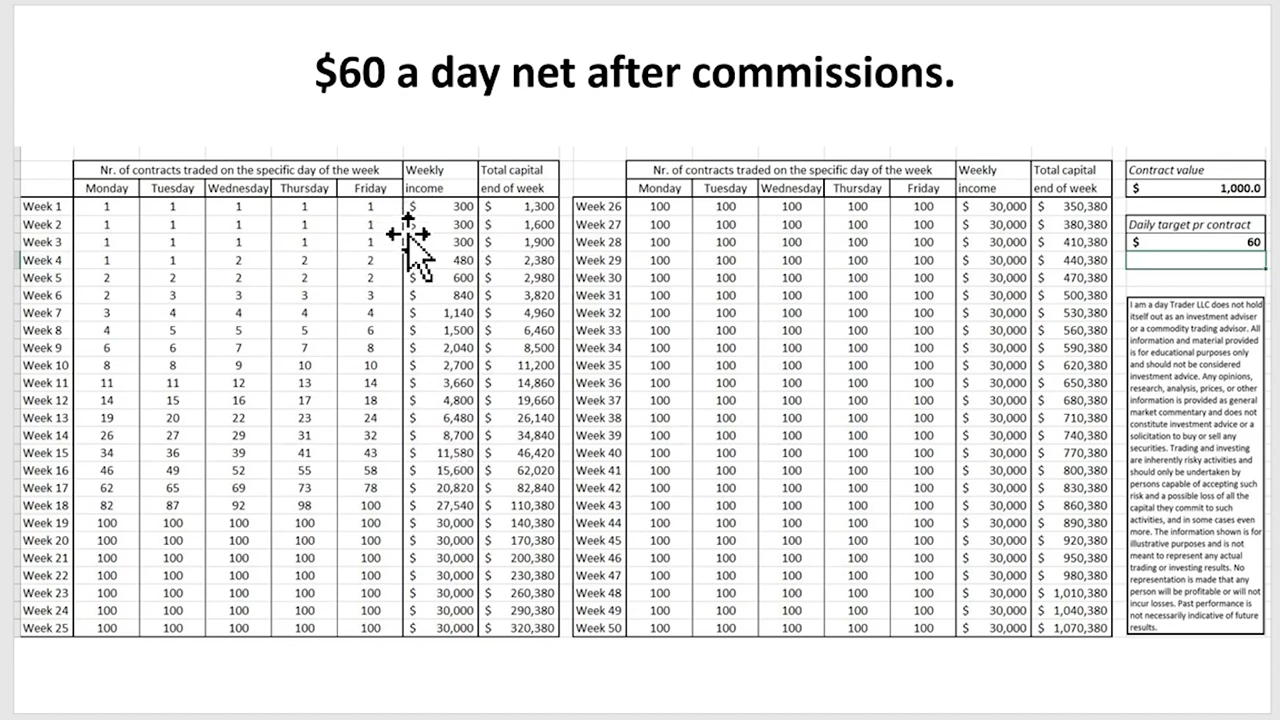 $60 a day net after commissions.
Nr. of contracts traded on the specific day of the week Weekly Total capital
Monday Tuesday Wednesday Thursday Friday income end of week
Week 1 1 1 1 1 1 $ 300 $ 1,300
Week 2 1 1 1 1 1 $ 300 $ 1,600
Week 3 1 1 1 1 1 300 $ 1,900
Week 4 1 1 2 2 2 $ 480 $ 2,380
Week 5 2 2 2 2 2 $ 600 $ 2,980
Week 6 2 3 3 3 3 $ 840 $ 3,820
Week 7 3 4 4 4 4 $ 1,140 $ 4,960
Week 8 4 5 5 5 6 $ 1,500 $ 6,460
Week 9 6 6 7 7 8 $ 2,040 $ 8,500
Week 10 8 8 9 10 10 $ 2,700 $ 11,200
Week 11 11 11 12 13 14 $ 3,660 $ 14,860
Week 12 14 15 16 17 18 $ 4,800 $ 19,660
Week 13 19 20 22 23 24 $ 6,480 $ 26,140
Week 14 26 27 29 31 32 $ 8,700 $ 34,840
Week 15 34 36 39 41 43 $ 11,580 $ 46,420
Week 16 46 49 52 55 58 $ 15,600 $ 62,020
Week 17 62 65 69 73 78 $ 20,820 $ 82,840
Week 18 82 87 92 98 100 $ 27,540 $ 110,380
Week 19 100 100 100 100 100 $ 30,000 $ 140,380
Week 20 100 100 100 100 100 $ 30,000 $ 170,380
Week 21 100 100 100 100 100 $ 30,000 $ 200,380
Week 22 100 100 100 100 100 $ 30,000 $ 230,380
Week 23 100 100 100 100 100 $ 30,000 $ 260,380
Week 24 100 100 100 100 100 $ 30,000 $ 290,380
Week 25 100 100 100 100 100 $ 30,000 $ 320,380
Nr. of contracts traded on the specific day of the week Weekly Total capital
Monday Tuesday Wednesday Thursday Friday income end of week
Week 26 100 100 100 100 100 $ 30,000 $ 350,380
Week 27 100 100 100 100 100 $ 30,000 $ 380,380
Week 28 100 100 100 100 100 $ 30,000 $ 410,380
Week 29 100 100 100 100 100 $ 30,000 $ 440,380
Week 30 100 100 100 100 100 $ 30,000 $ 470,380
Week 31 100 100 100 100 100 $ 30,000 $ 500,380
Week 32 100 100 100 100 100 $ 30,000 $ 530,380
Week 33 100 100 100 100 100 $ 30,000 $ 560,380
Week 34 100 100 100 100 100 $ 30,000 $ 590,380
Week 35 100 100 100 100 100 $ 30,000 $ 620,380
Week 36 100 100 100 100 100 $ 30,000 $ 650,380
Week 37 100 100 100 100 100 $ 30,000 $ 680,380
Week 38 100 100 100 100 100 $ 30,000 $ 710,380
Week 39 100 100 100 100 100 $ 30,000 $ 740,380
Week 40 100 100 100 100 100 $ 30,000 $ 770,380
Week 41 100 100 100 100 100 $ 30,000 $ 800,380
Week 42 100 100 100 100 100 $ 30,000 $ 830,380
Week 43 100 100 100 100 100 $ 30,000 $ 860,380
Week 44 100 100 100 100 100 $ 30,000 $ 890,380
Week 45 100 100 100 100 100 $ 30,000 $ 920,380
Week 46 100 100 100 100 100 $ 30,000 $ 950,380
Week 47 100 100 100 100 100 $ 30,000 $ 980,380
Week 48 100 100 100 100 100 $ 30,000 $ 1,010,380
Week 49 100 100 100 100 100 $ 30,000 $ 1,040,380
Week 50 100 100 100 100 100 $ 30,000 $ 1,070,380
Contract value
$ 1,000.0
Daily target pr contract
$ 60
I am a day Trader LLC does not hold
itself out as an investment adviser
or a commodity trading advisor. All
information and material provided
is for educational purposes only
and should not be considered
investment advice. Any opinions,
research, analysis, prices, or other
information is provided as general
market commentary and does not
constitute investment advice or a
solicitation to buy or sell any
securities. Trading and investing
are inherently risky activities and
should only be undertaken by
persons capable of accepting such
risk and a possible loss of all the
capital they commit to such
activities, and in some cases even
more. The information shown is for
illustrative purposes and is not
meant to represent any actual
trading or investing results. No
representation is made that any
person will be profitable or will not
incur losses. Past performance is
not necessarily indicative of future
results.